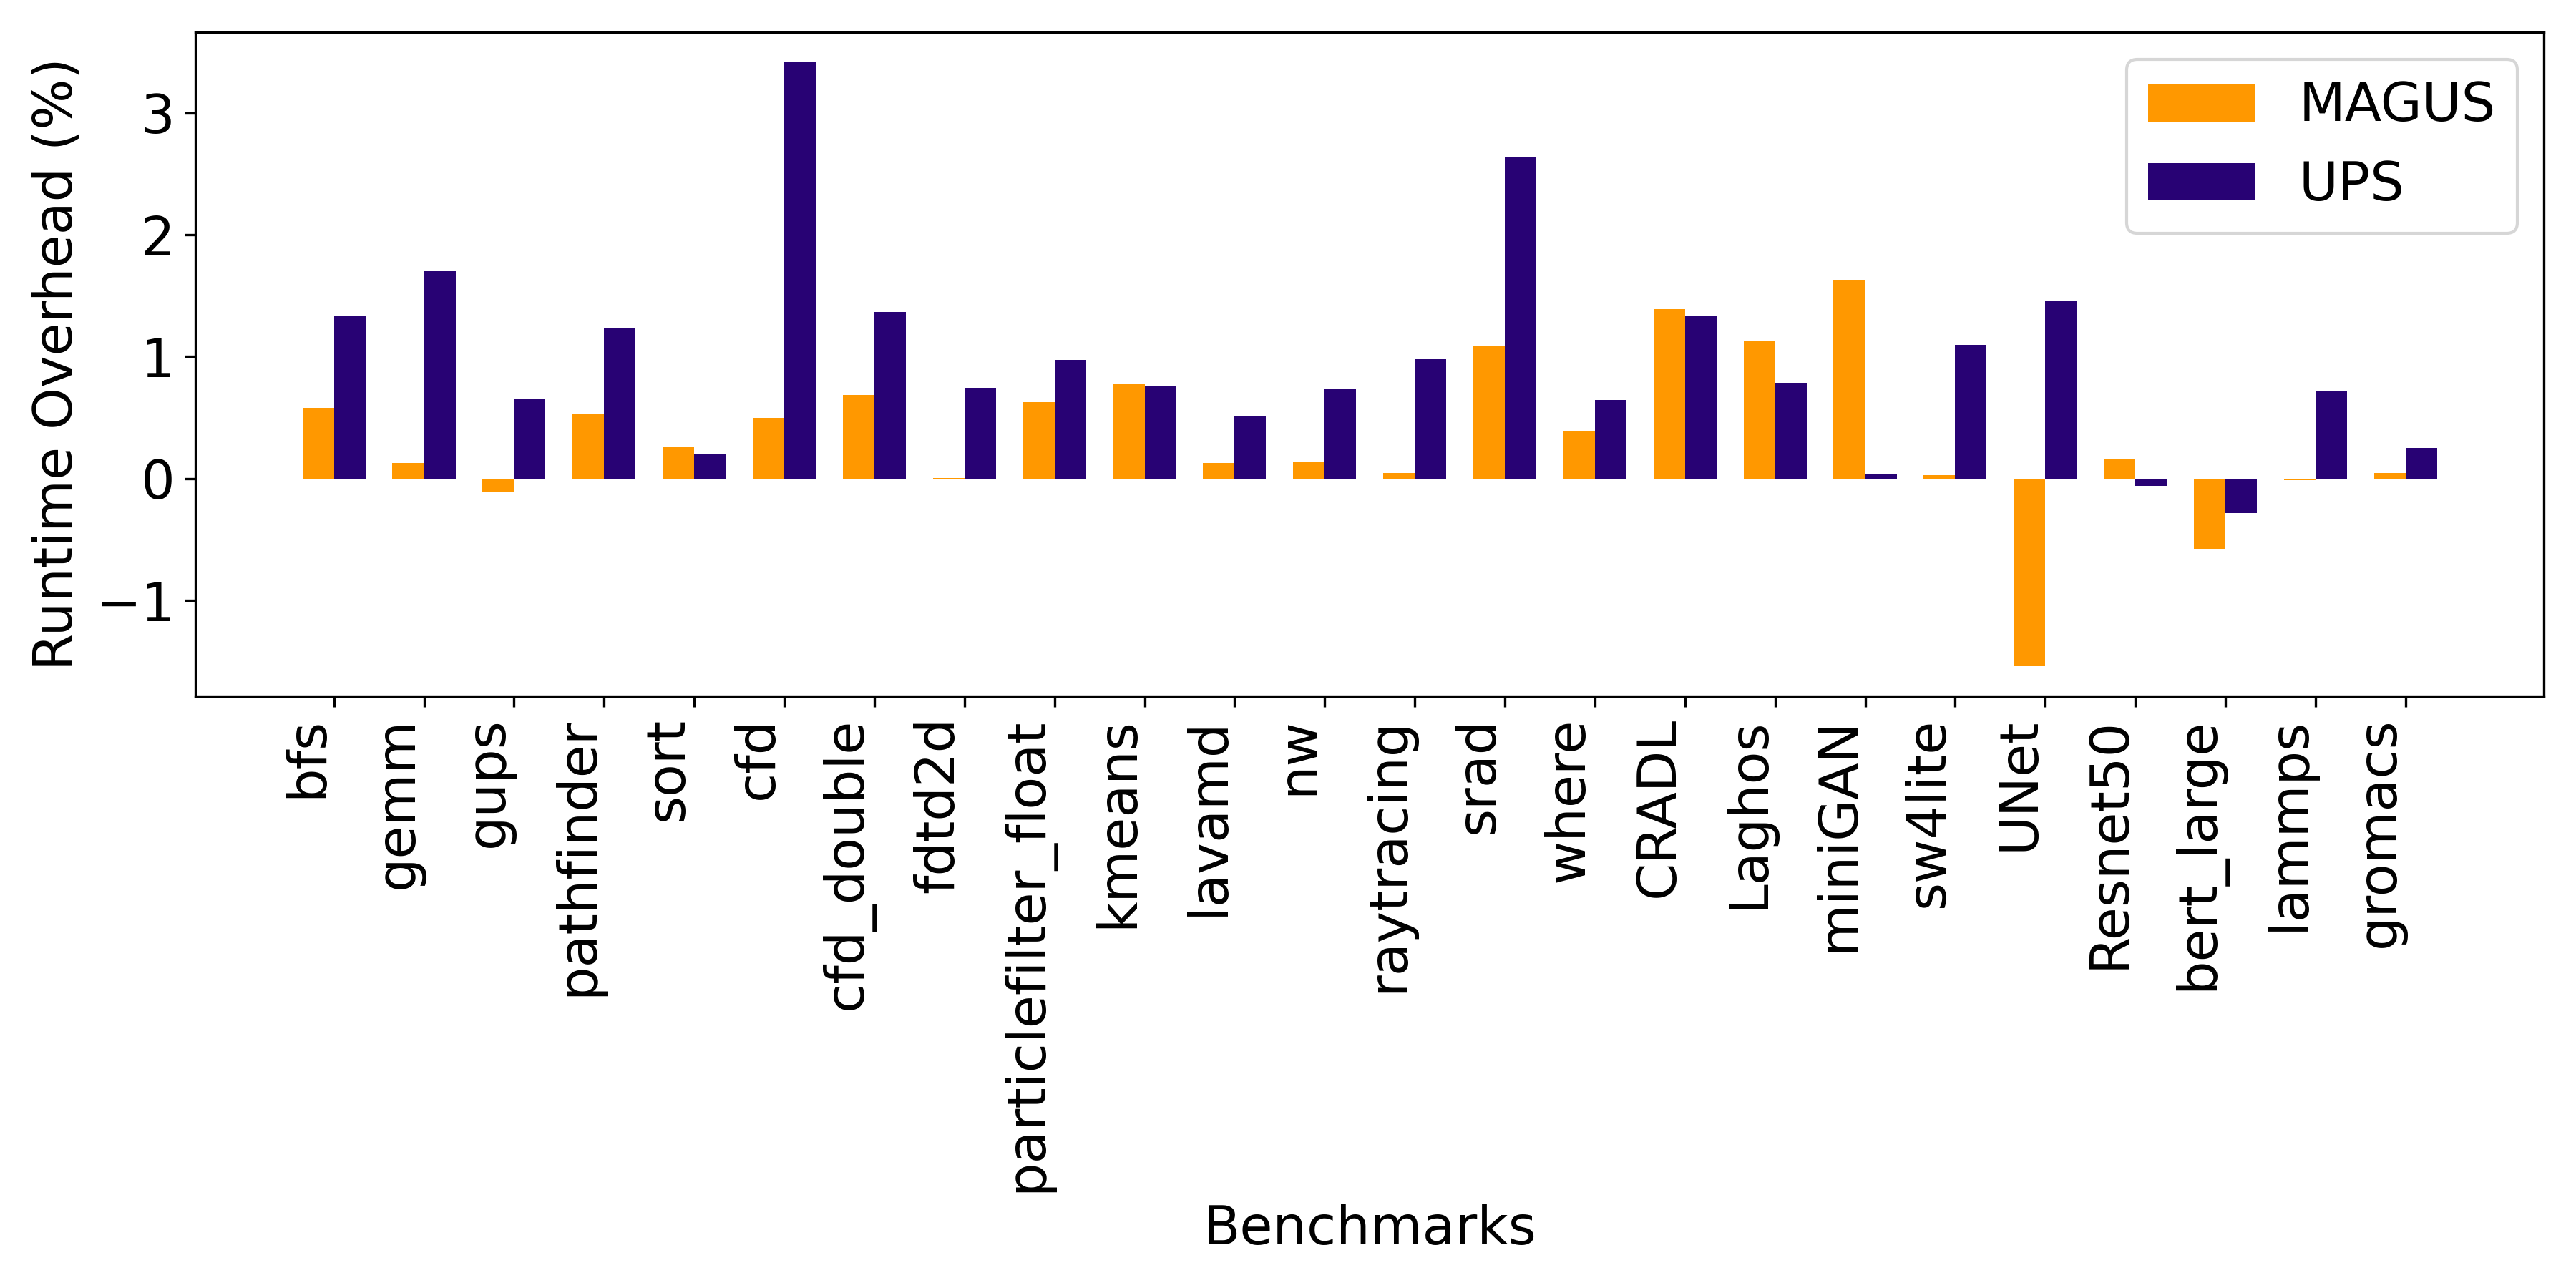 Runtime Overhead (%)
3
2
1
0
−1
MAGUS
UPS
bfs
gemm
gups
pathfinder
sort
cfd
cfd_double
fdtd2d
particlefilter_float
kmeans
lavamd
nw
raytracing
srad
where
CRADL
Laghos
miniGAN
sw4lite
UNet
Resnet50
bert_large
lammps
gromacs
Benchmarks